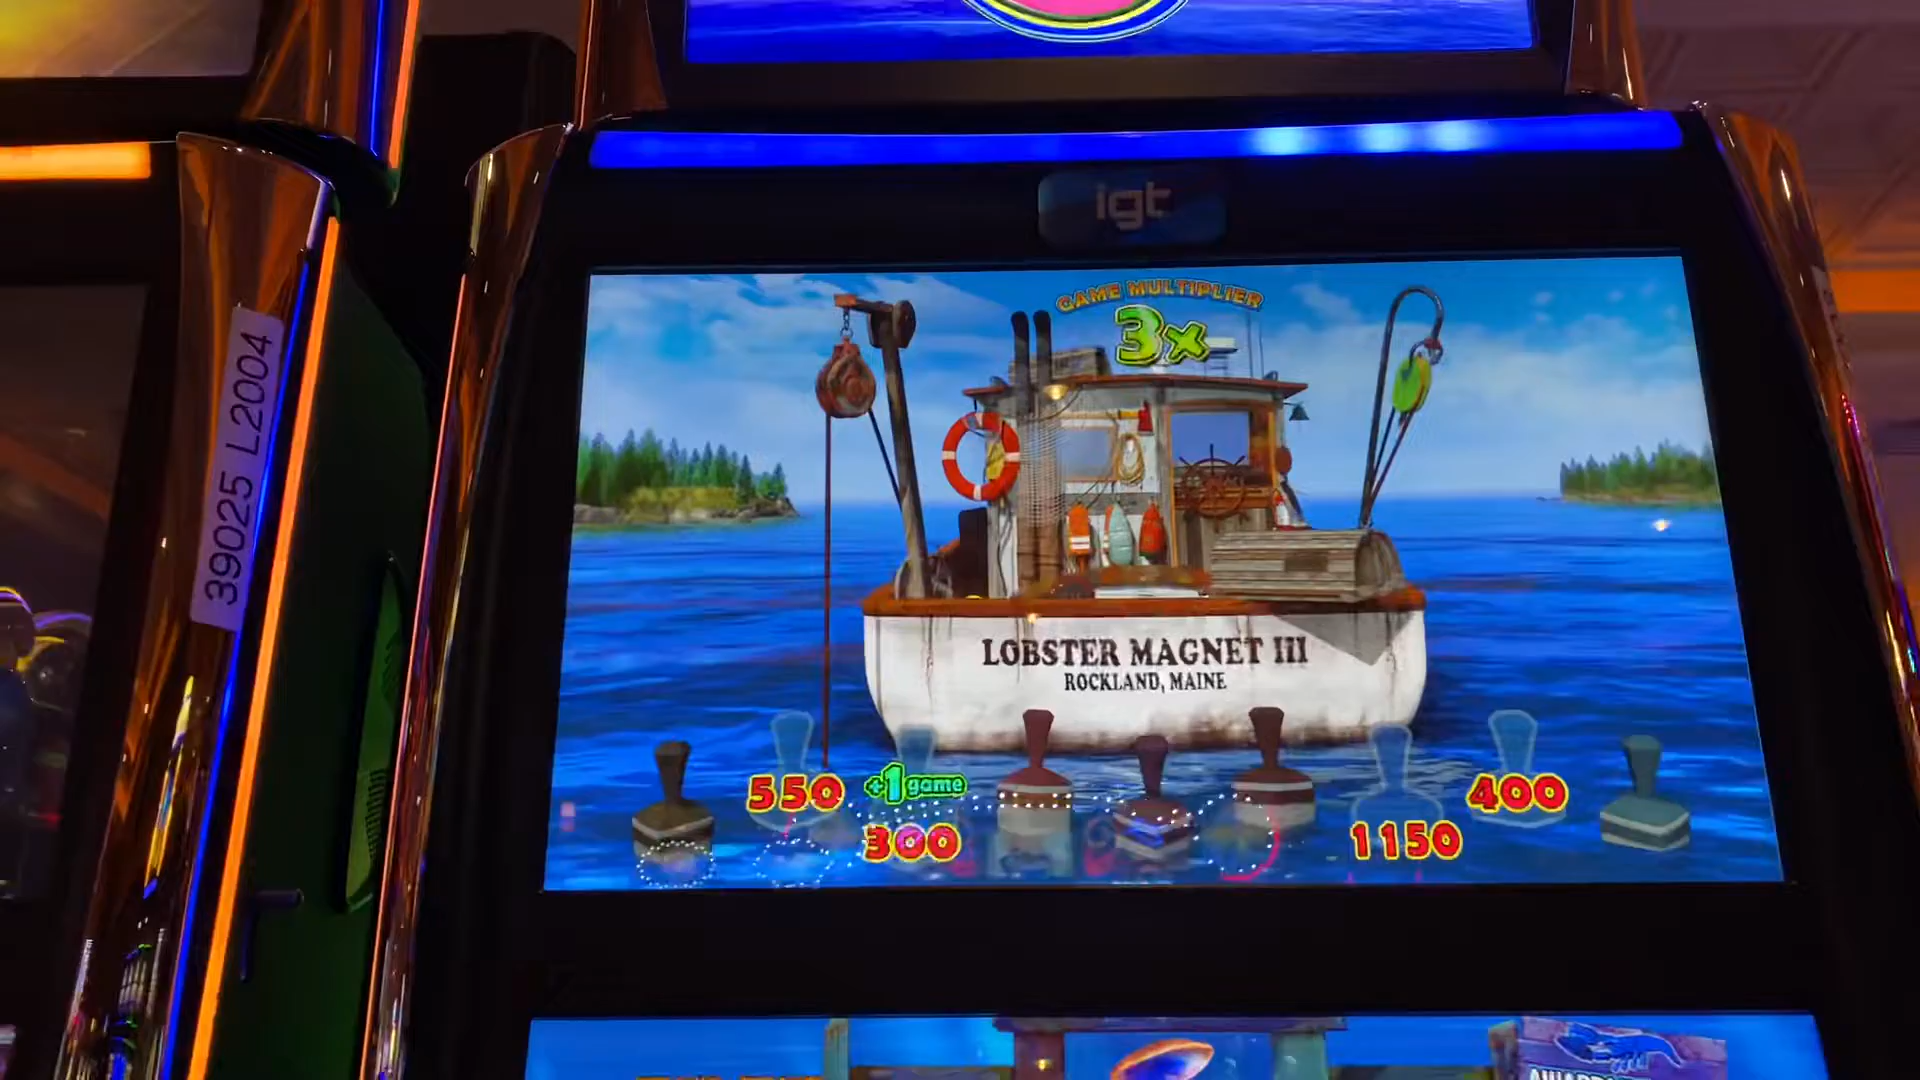 igt
GAME MULTIPLIER
3x
39025 L2004
LOBSTER MAGNET III
ROCKLAND, MAINE
550
+1 game
400
300
1150